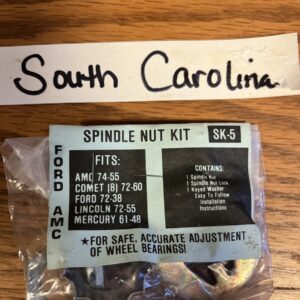 South Carolina
SPINDLE NUT KIT SK-5
FORD AMC
FITS:
AMC 74-55
COMET (8) 72-60
FORD 72-38
LINCOLN 72-55
MERCURY 61-48
CONTAINS:
1 Spindle Nut
1 Spindle Nut Lock
1 Keyed Washer
Easy To Follow
Installation
Instructions
★FOR SAFE, ACCURATE ADJUSTMENT
OF WHEEL BEARINGS!